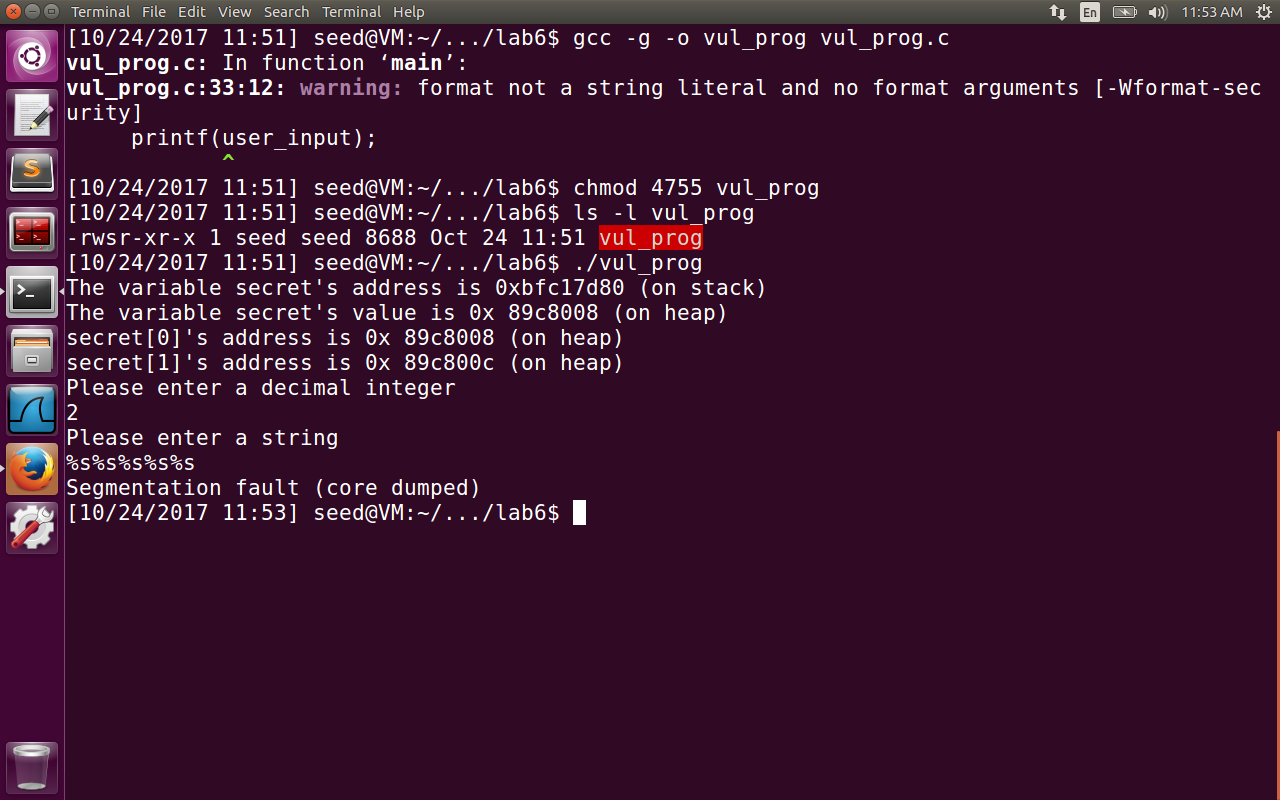 Terminal File Edit View Search Terminal Help En 11:53 AM
[10/24/2017 11:51] seed@VM:~/.../lab6$ gcc -g -o vul_prog vul_prog.c
vul_prog.c: In function ‘main’:
vul_prog.c:33:12: warning: format not a string literal and no format arguments [-Wformat-sec
urity]
     printf(user_input);
            ^
[10/24/2017 11:51] seed@VM:~/.../lab6$ chmod 4755 vul_prog
[10/24/2017 11:51] seed@VM:~/.../lab6$ ls -l vul_prog
-rwsr-xr-x 1 seed seed 8688 Oct 24 11:51 vul_prog
[10/24/2017 11:51] seed@VM:~/.../lab6$ ./vul_prog
The variable secret's address is 0xbfc17d80 (on stack)
The variable secret's value is 0x 89c8008 (on heap)
secret[0]'s address is 0x 89c8008 (on heap)
secret[1]'s address is 0x 89c800c (on heap)
Please enter a decimal integer
2
Please enter a string
%s%s%s%s%s
Segmentation fault (core dumped)
[10/24/2017 11:53] seed@VM:~/.../lab6$